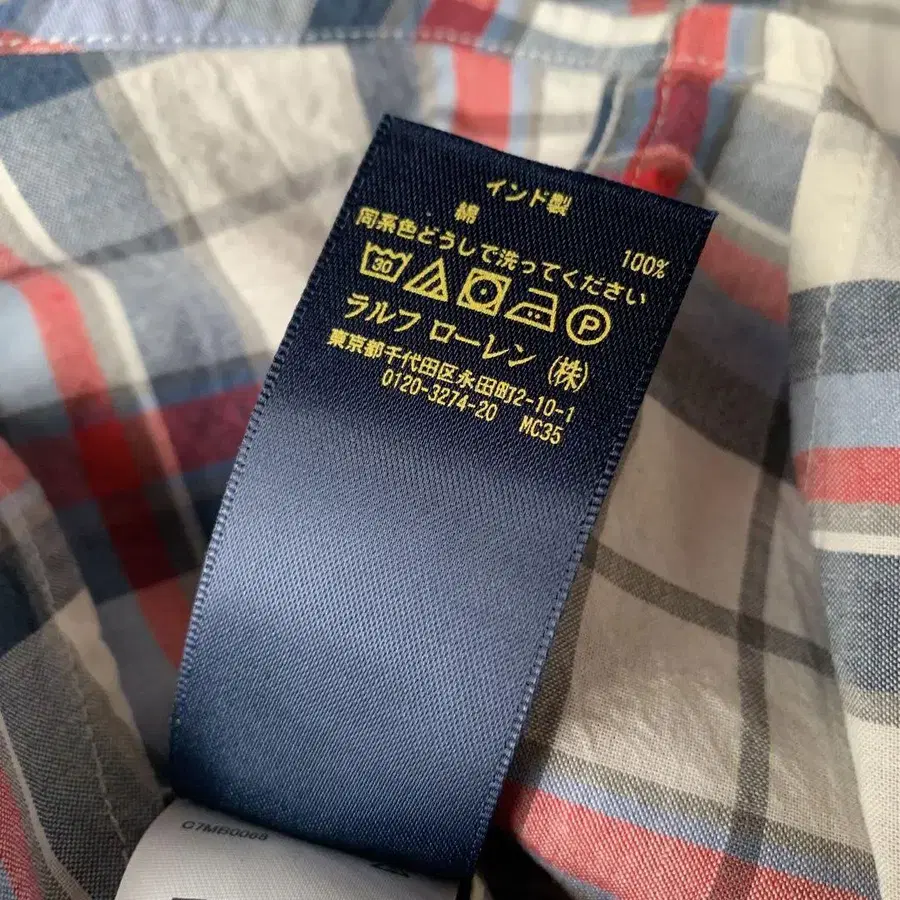 インド製
綿 100%
同系色どうしで洗ってください
30 P
ラルフ ローレン (株)
東京都千代田区永田町2-10-1
0120-3274-20 MC35
G7MB0068